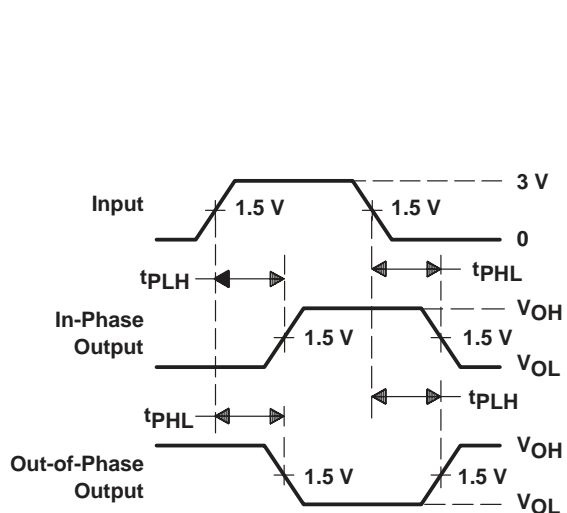 3 V
Input
1.5 V
1.5 V
0
tPLH
tPHL
In-Phase
Output
VOH
1.5 V
1.5 V
VOL
tPHL
tPLH
Out-of-Phase
Output
VOH
1.5 V
1.5 V
VOL